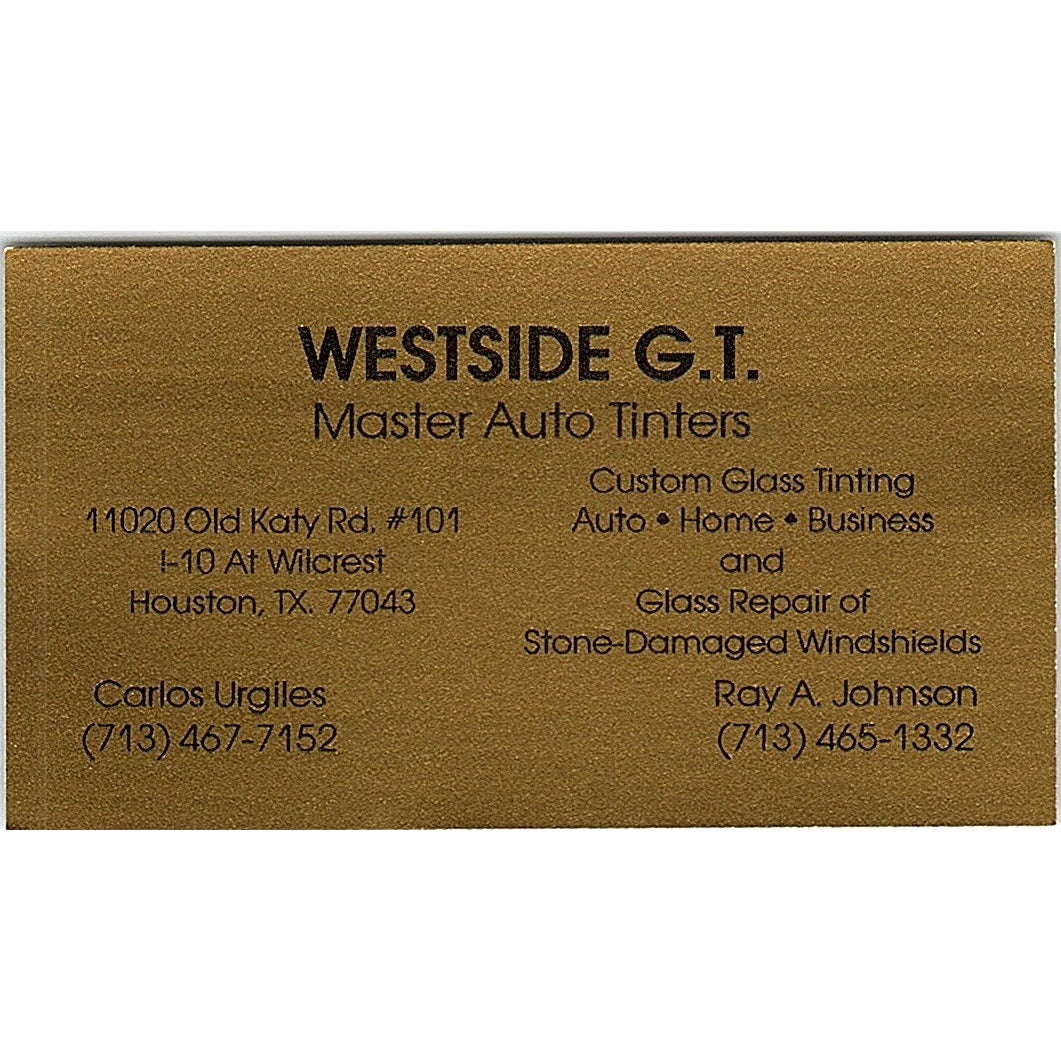 WESTSIDE G.T.
Master Auto Tinters
11020 Old Katy Rd. #101
I-10 At Wilcrest
Houston, TX. 77043
Custom Glass Tinting
Auto • Home • Business
and
Glass Repair of
Stone-Damaged Windshields
Carlos Urgiles
(713) 467-7152
Ray A. Johnson
(713) 465-1332